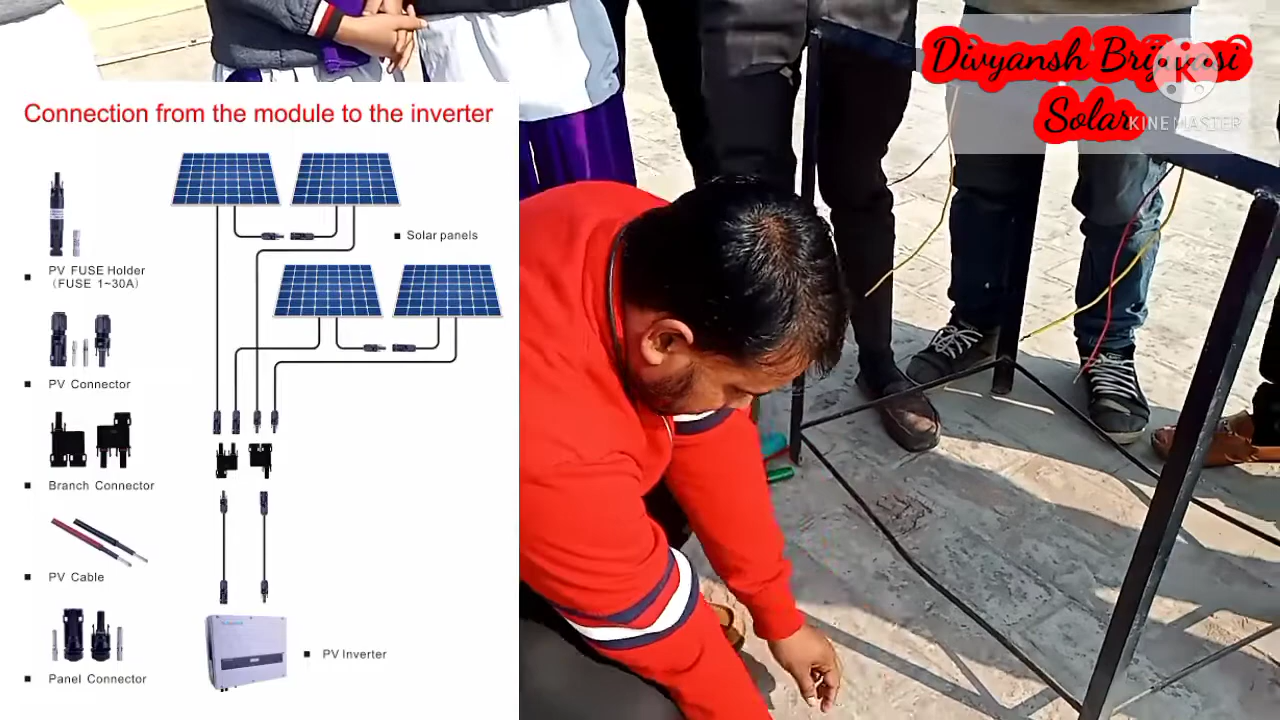 Connection from the module to the inverter
Solar panels
PV FUSE Holder
(FUSE 1~30A)
PV Connector
Branch Connector
PV Cable
Panel Connector
PV Inverter
Divyansh Brijwasi
Solar
KINEMASTER